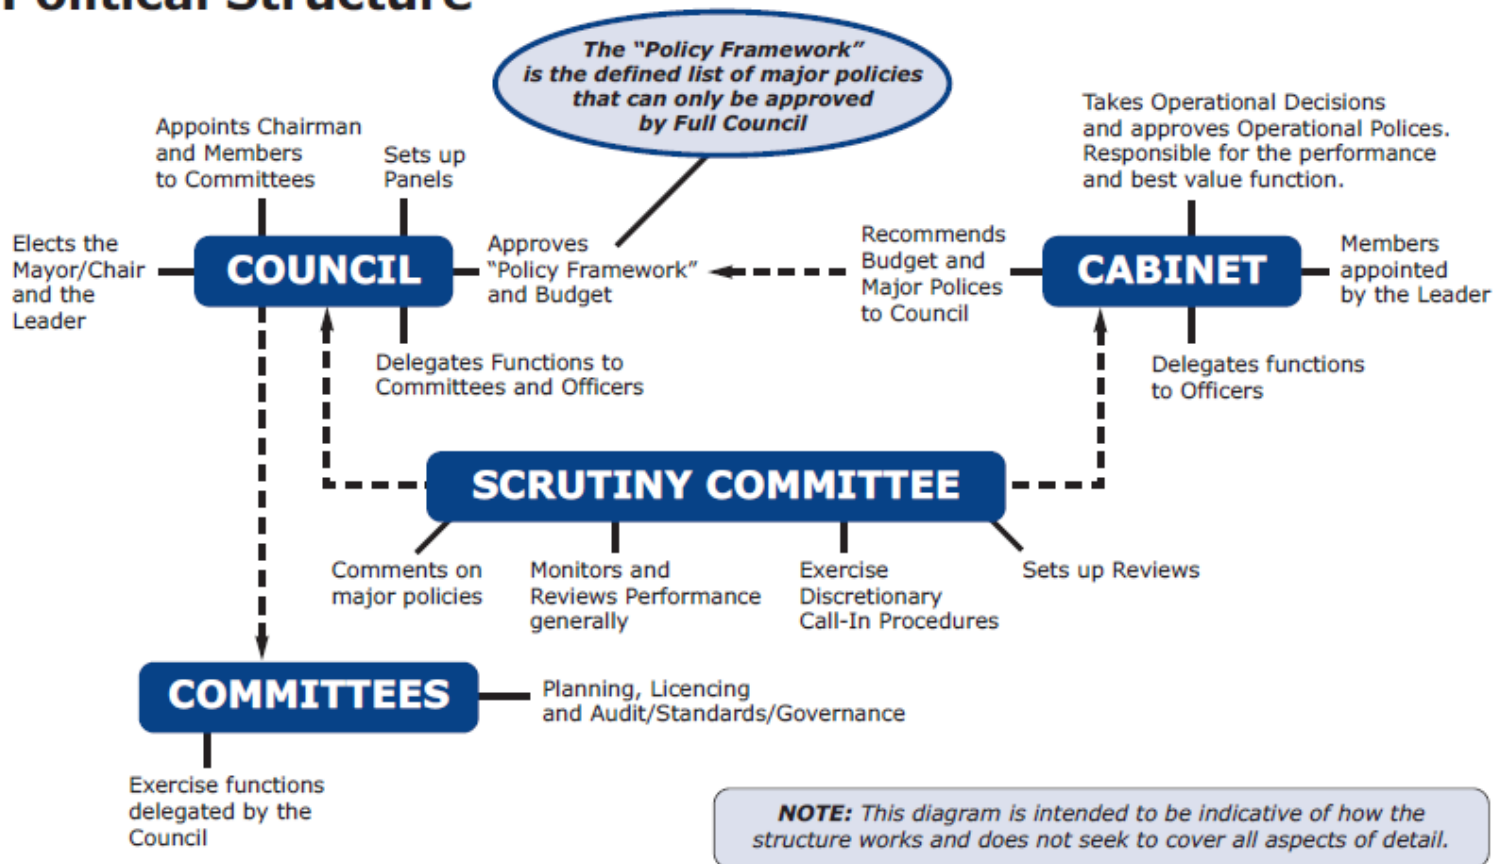 Political Structure
The “Policy Framework”
is the defined list of major policies
that can only be approved
by Full Council
Appoints Chairman
and Members
to Committees
Sets up
Panels
Takes Operational Decisions
and approves Operational Polices.
Responsible for the performance
and best value function.
Elects the
Mayor/Chair
and the
Leader
COUNCIL
Approves
“Policy Framework”
and Budget
Recommends
Budget and
Major Polices
to Council
CABINET
Members
appointed
by the Leader
Delegates Functions to
Committees and Officers
Delegates functions
to Officers
SCRUTINY COMMITTEE
Comments on
major policies
Monitors and
Reviews Performance
generally
Exercise
Discretionary
Call-In Procedures
Sets up Reviews
COMMITTEES
Planning, Licencing
and Audit/Standards/Governance
Exercise functions
delegated by the
Council
NOTE: This diagram is intended to be indicative of how the
structure works and does not seek to cover all aspects of detail.